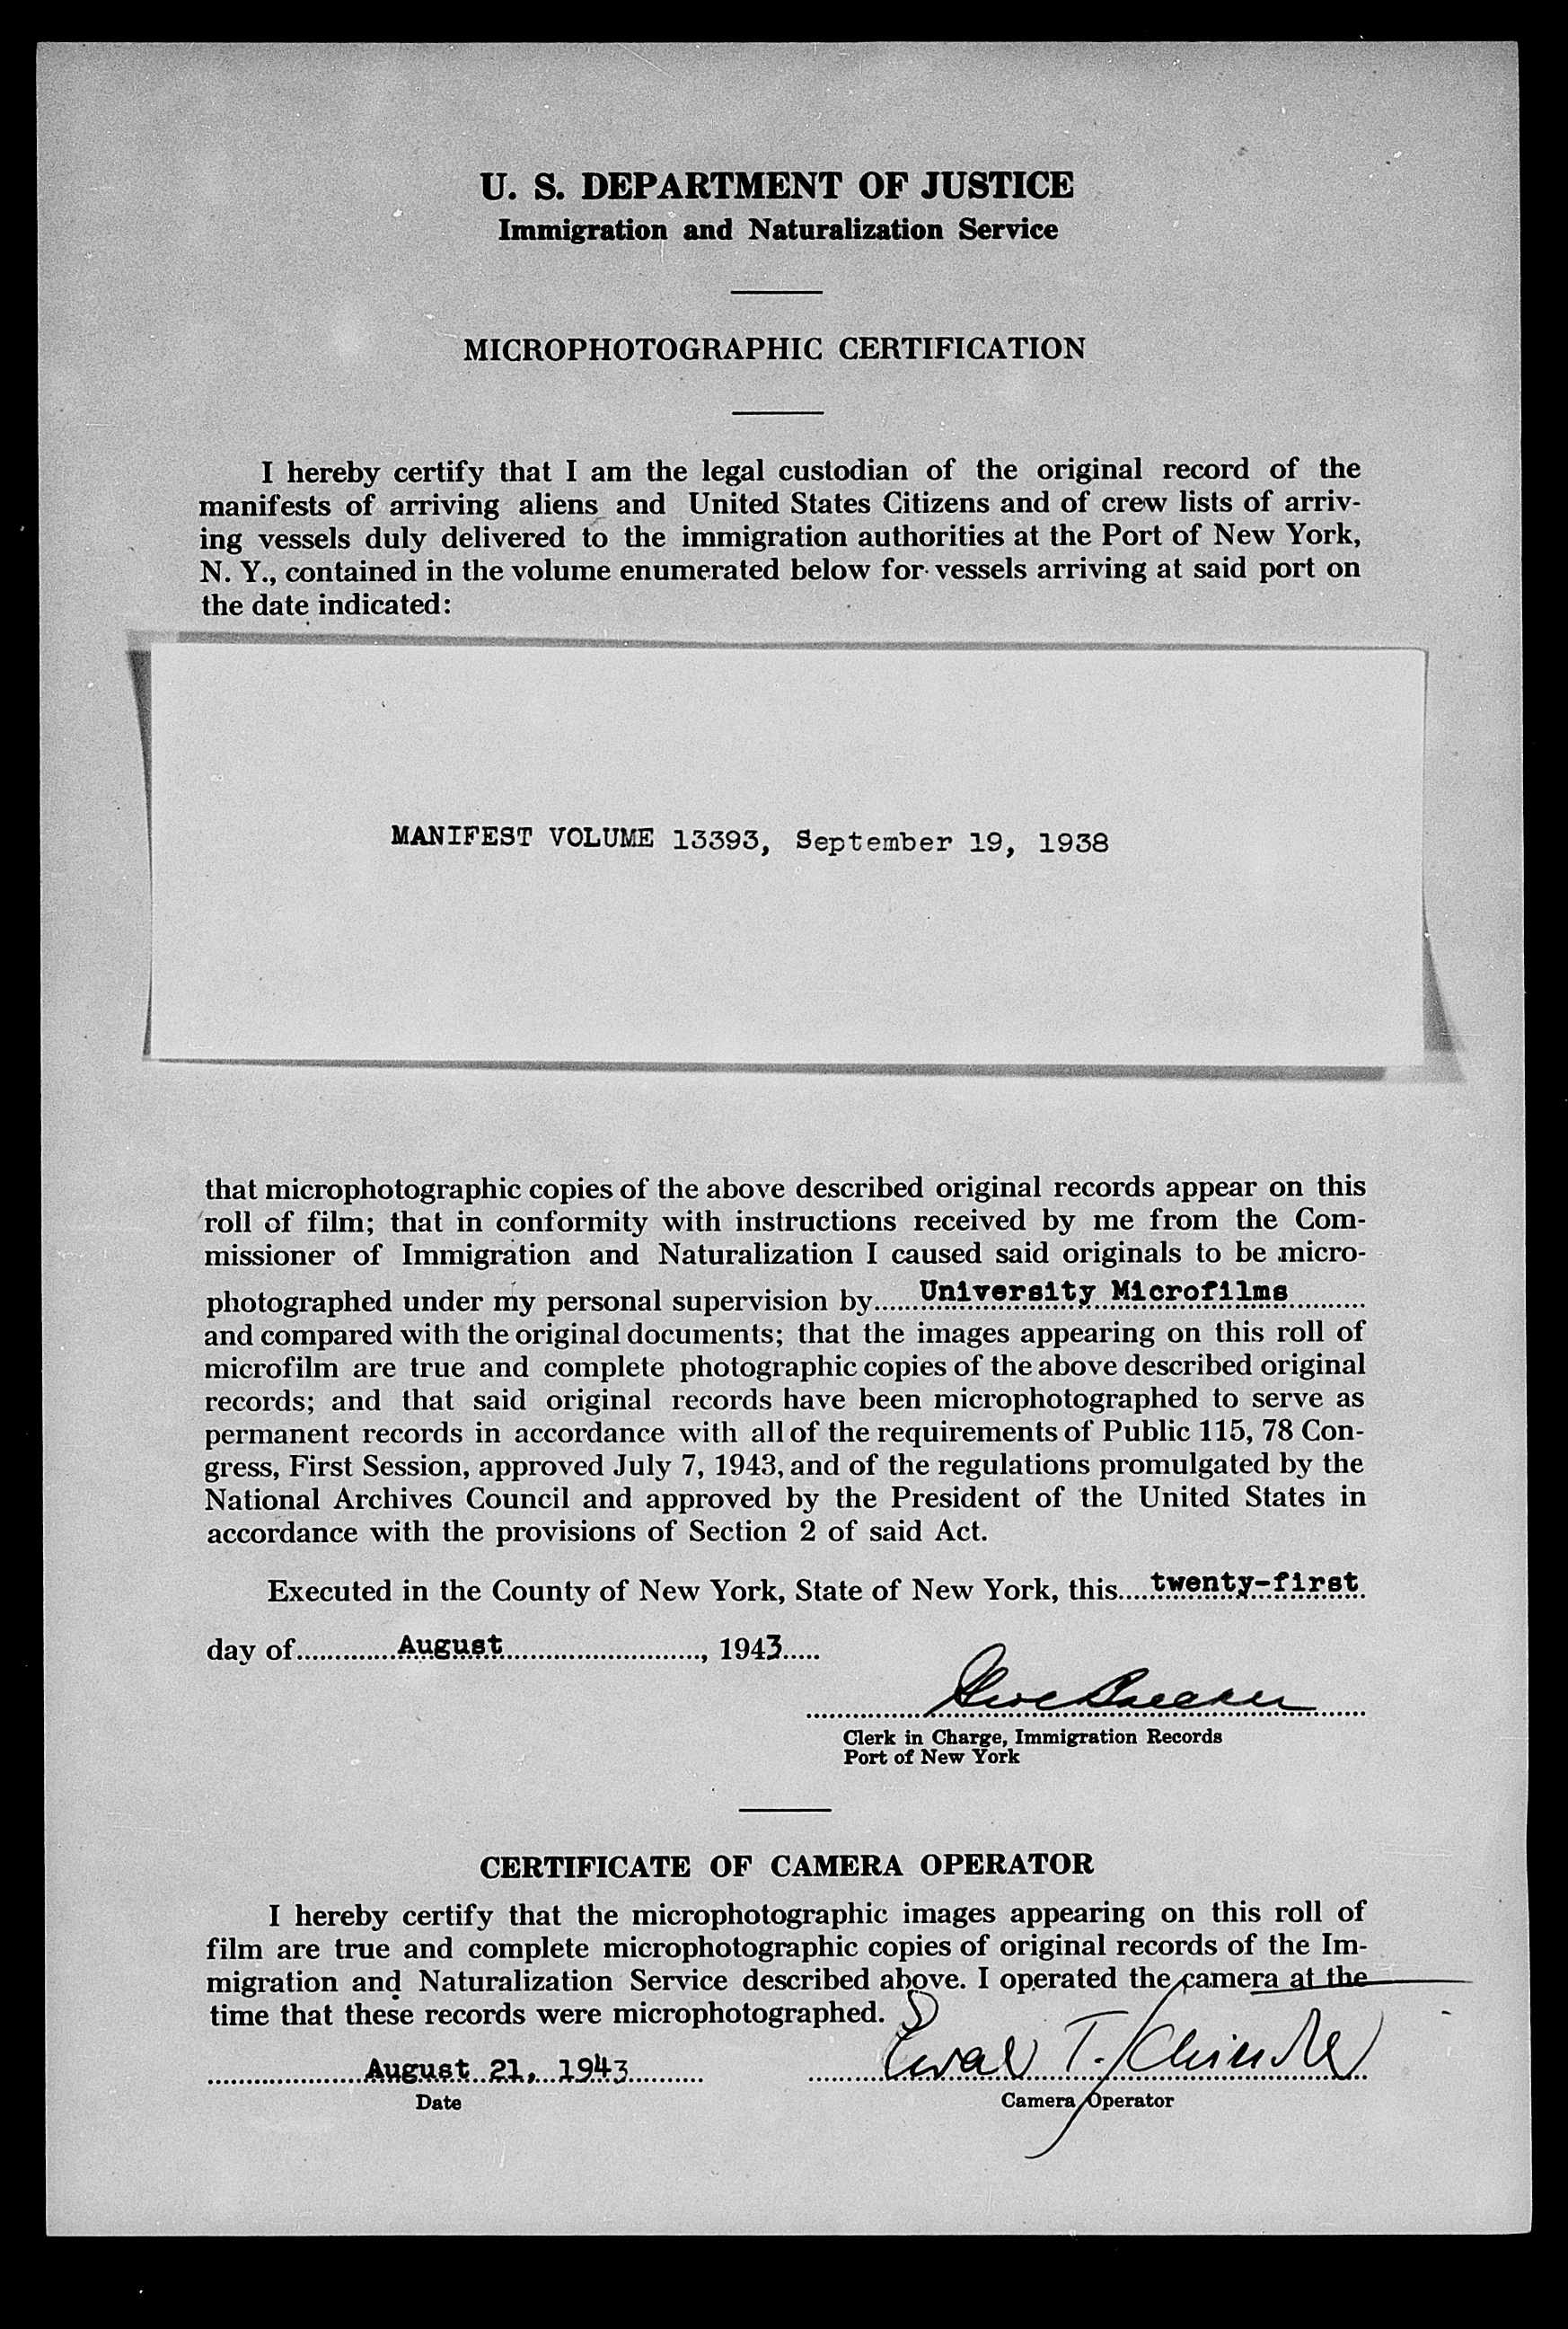 U. S. DEPARTMENT OF JUSTICE
Immigration and Naturalization Service
MICROPHOTOGRAPHIC CERTIFICATION
I hereby certify that I am the legal custodian of the original record of the
manifests of arriving aliens and United States Citizens and of crew lists of arriv-
ing vessels duly delivered to the immigration authorities at the Port of New York,
N. Y., contained in the volume enumerated below for vessels arriving at said port on
the date indicated:
MANIFEST VOLUME 13393, September 19, 1938
that microphotographic copies of the above described original records appear on this
roll of film; that in conformity with instructions received by me from the Com-
missioner of Immigration and Naturalization I caused said originals to be micro-
photographed under my personal supervision by University Microfilms
and compared with the original documents; that the images appearing on this roll of
microfilm are true and complete photographic copies of the above described original
records; and that said original records have been microphotographed to serve as
permanent records in accordance with all of the requirements of Public 115, 78 Con-
gress, First Session, approved July 7, 1943, and of the regulations promulgated by the
National Archives Council and approved by the President of the United States in
accordance with the provisions of Section 2 of said Act.
Executed in the County of New York, State of New York, this twenty-first
day of August, 1943
Clerk in Charge, Immigration Records
Port of New York
CERTIFICATE OF CAMERA OPERATOR
I hereby certify that the microphotographic images appearing on this roll of
film are true and complete microphotographic copies of original records of the Im-
migration and Naturalization Service described above. I operated the camera at the
time that these records were microphotographed.
August 21, 1943
T.
Date
Camera Operator